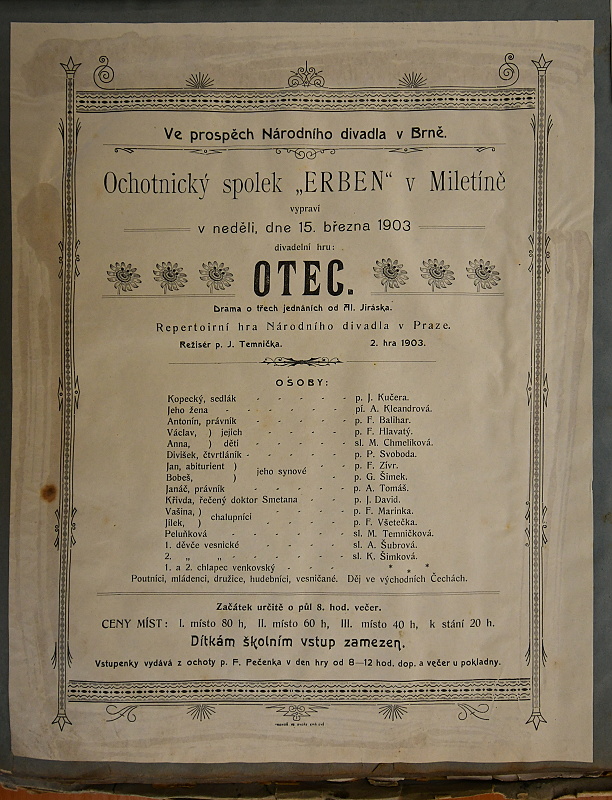 Ve prospěch Národního divadla v Brně.
Ochotnický spolek „ERBEN“ v Miletíně
vypraví
v neděli, dne 15. března 1903
divadelní hru:
OTEC.
Drama o třech jednáních od Al. Jiráska.
Repertoirní hra Národního divadla v Praze.
Režisér p. J. Temnička. 2. hra 1903.
OSOBY:
Kopecký, sedlák - - - - - p. J. Kučera.
Jeho žena - - - - - - pí. A. Kleandrová.
Antonín, právník - - - - - p. F. Balihar.
Václav, ) jejich - - - - - p. F. Hlavatý.
Anna, ) děti - - - - - sl. M. Chmelíková.
Divíšek, čtvrtláník - - - - - p. P. Svoboda.
Jan, abiturient ) jeho synové - - p. F. Zívr.
Bobeš, ) - - p. G. Šimek.
Janáč, právník - - - - - p. A. Tomáš.
Křivda, řečený doktor Smetana - - - p. J. David.
Vašina, ) chalupníci - - - - p. F. Marinka.
Jílek, ) - - - - p. F. Všetečka.
Peluňková - - - - - - sl. M. Temničková.
1. děvče vesnické - - - - - sl. A. Šubrová.
2. „ „ - - - - - sl. K. Šimková.
1. a 2. chlapec venkovský - - - - * * *
Poutníci, mládenci, družice, hudebníci, vesničané. Děj ve východních Čechách.
Začátek určitě o půl 8. hod. večer.
CENY MÍST: I. místo 80 h, II. místo 60 h, III. místo 40 h, k stání 20 h.
Dítkám školním vstup zamezen.
Vstupenky vydává z ochoty p. F. Pečenka v den hry od 8—12 hod. dop. a večer u pokladny.